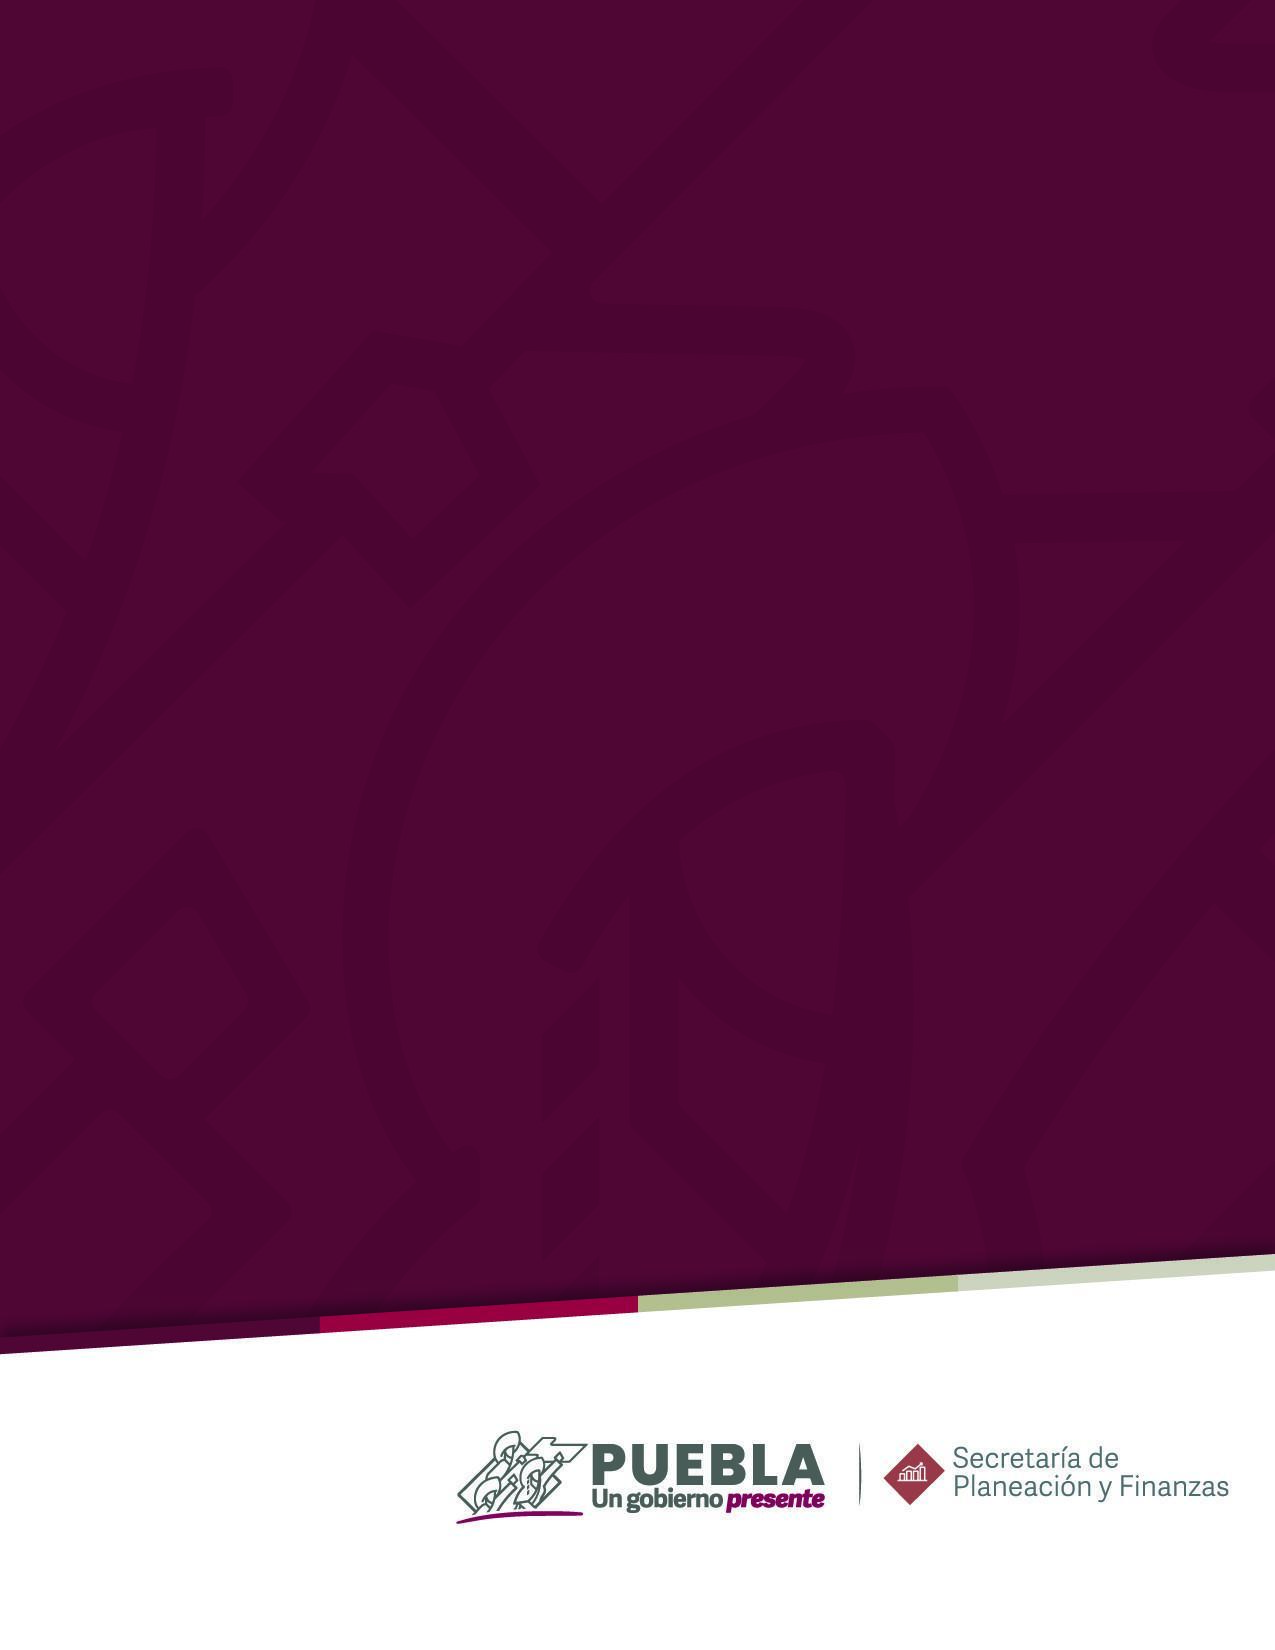 PUEBLA
Un gobierno presente
Secretaría de
Planeación y Finanzas